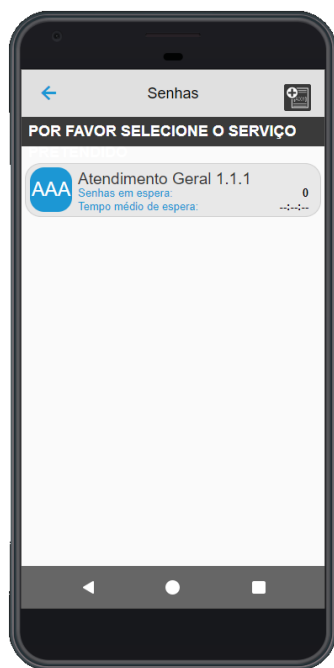 Senhas
POR FAVOR SELECIONE O SERVIÇO
PRETENDIDO
AAA
Atendimento Geral 1.1.1
Senhas em espera: 0
Tempo médio de espera: --:--:--